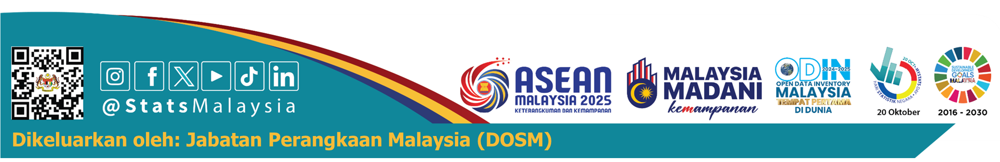 @StatsMalaysia
ASEAN
MALAYSIA 2025
KETERANGKUMAN DAN KEMAMPANAN
MALAYSIA
MADANI
kemampanan
ODIN
2024-2025
OPEN DATA INVENTORY
MALAYSIA
TEMPAT PERTAMA
DI DUNIA
20 OCT • MYSTATS DAY •
HARI STATISTIK NEGARA •
20 Oktober
SUSTAINABLE
DEVELOPMENT
GOALS
MALAYSIA
2016 - 2030
Dikeluarkan oleh: Jabatan Perangkaan Malaysia (DOSM)